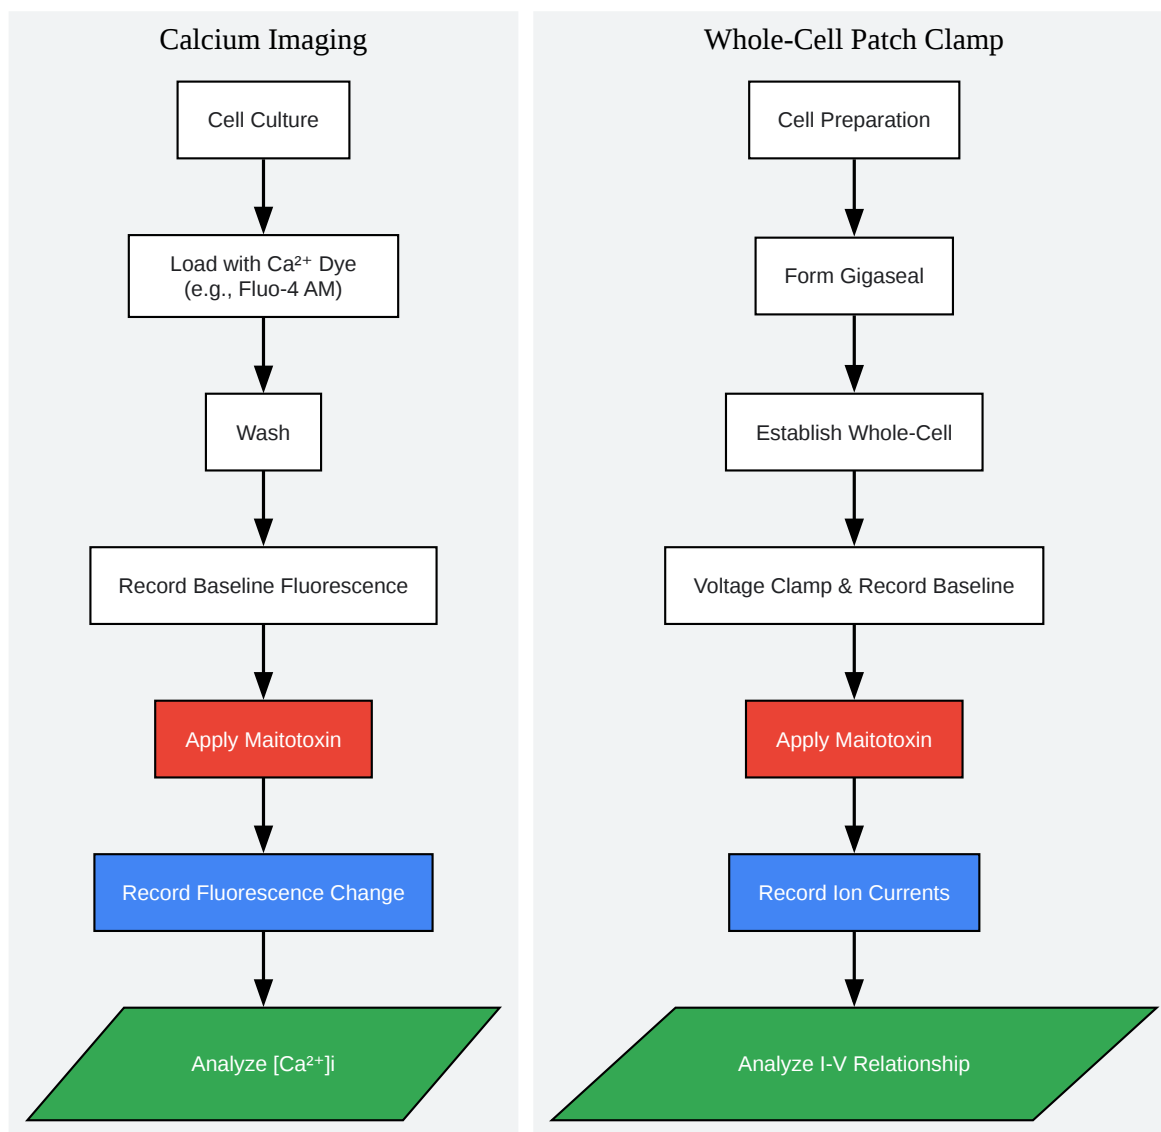 Calcium Imaging
Cell Culture
Load with Ca²⁺ Dye
(e.g., Fluo-4 AM)
Wash
Record Baseline Fluorescence
Apply Maitotoxin
Record Fluorescence Change
Analyze [Ca²⁺]i
Whole-Cell Patch Clamp
Cell Preparation
Form Gigaseal
Establish Whole-Cell
Voltage Clamp & Record Baseline
Apply Maitotoxin
Record Ion Currents
Analyze I-V Relationship